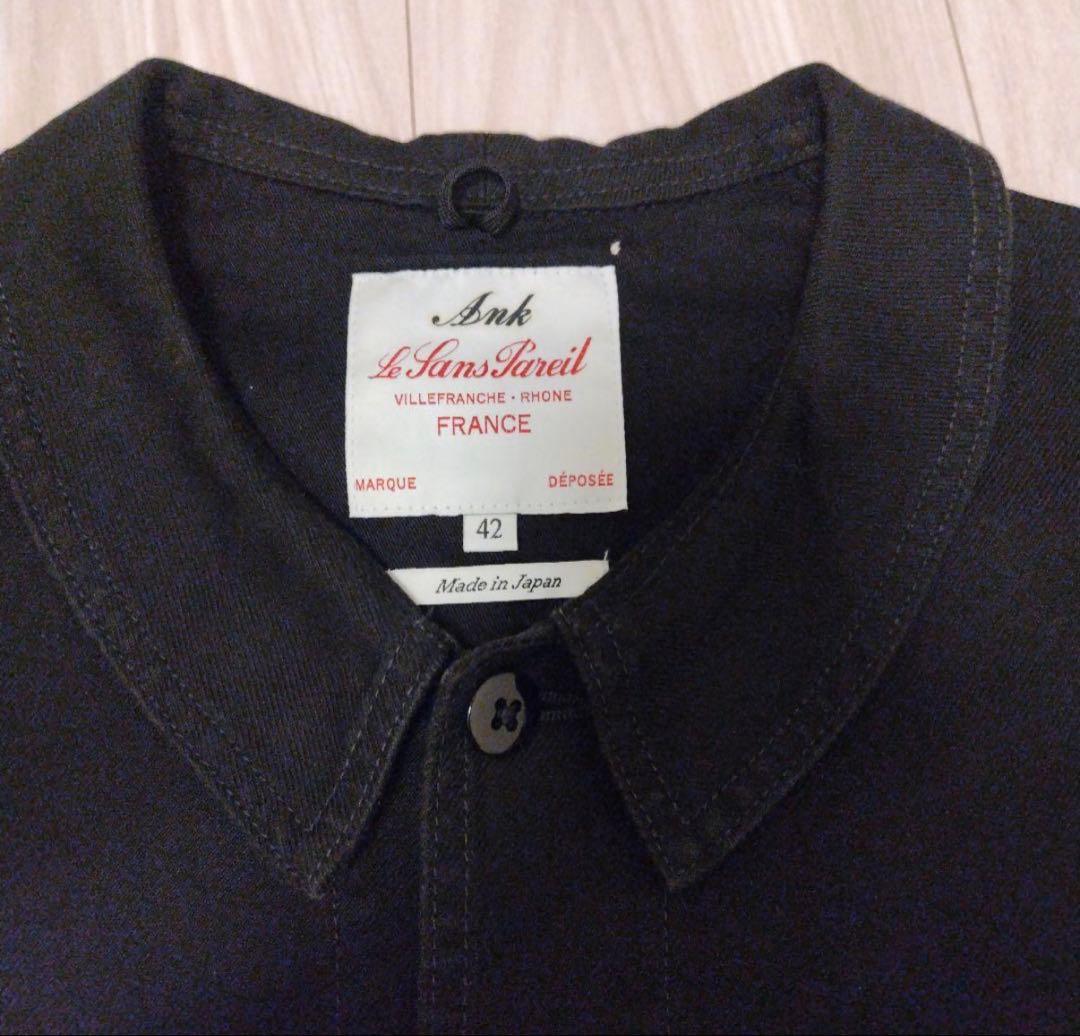 Ank
Le Sans Pareil
VILLEFRANCHE · RHONE
FRANCE
MARQUE DÉPOSÉE
42
Made in Japan